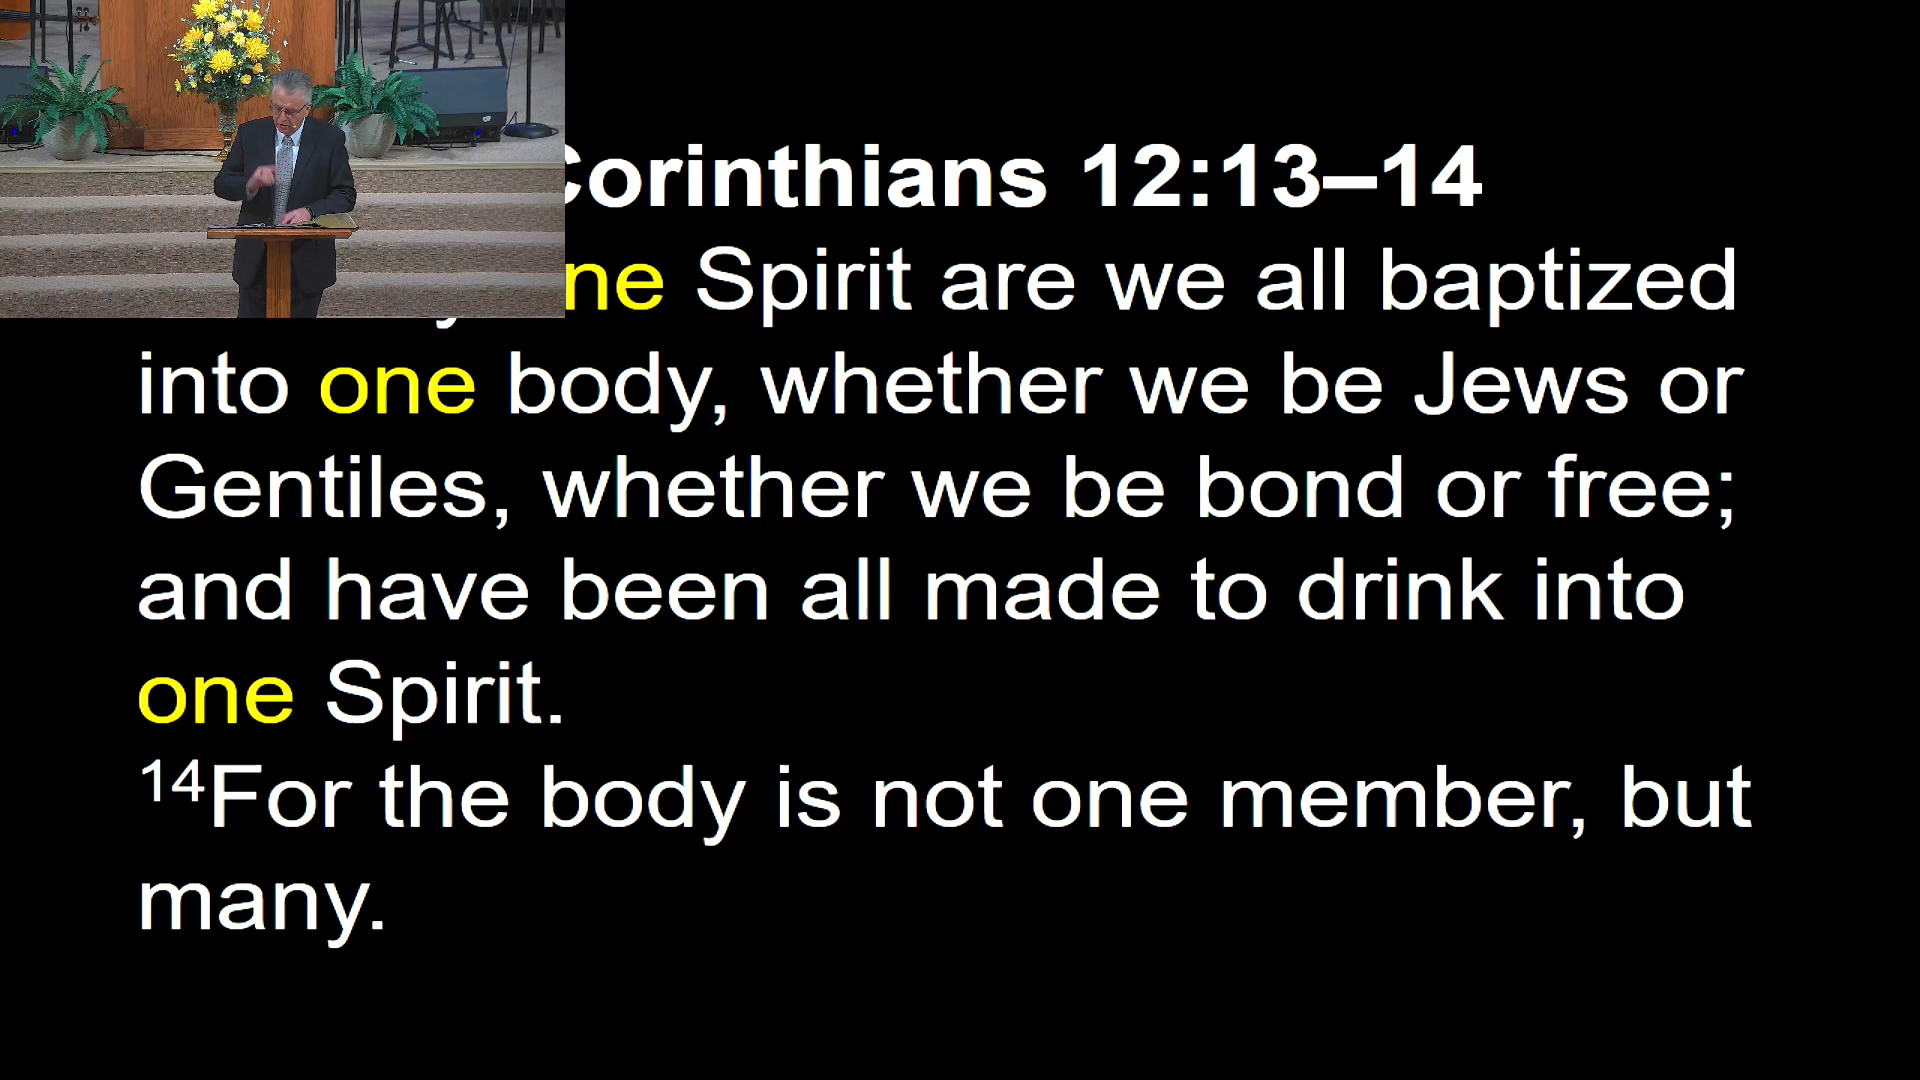 Corinthians 12:13–14
ne Spirit are we all baptized
into one body, whether we be Jews or
Gentiles, whether we be bond or free;
and have been all made to drink into
one Spirit.
14For the body is not one member, but
many.